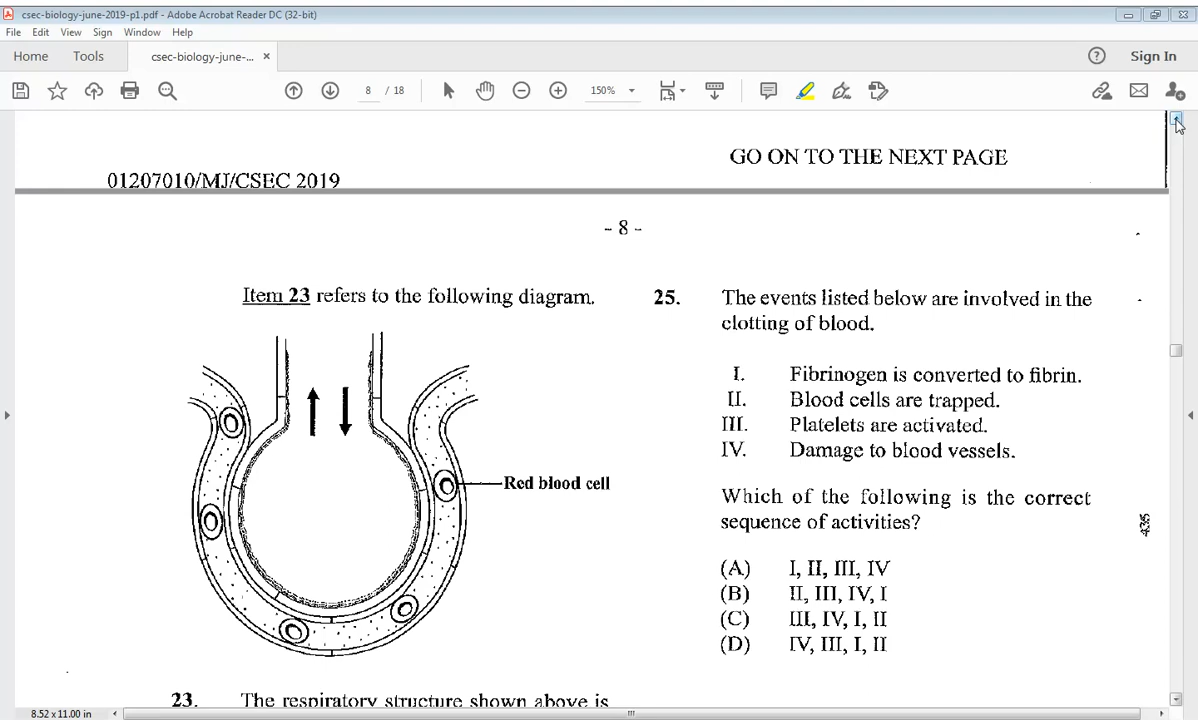 csec-biology-june-2019-p1.pdf - Adobe Acrobat Reader DC (32-bit)
File Edit View Sign Window Help
Home Tools csec-biology-june-... × Sign In
8 / 18 150%
GO ON TO THE NEXT PAGE
01207010/MJ/CSEC 2019
- 8 -
Item 23 refers to the following diagram.
Red blood cell
23. The respiratory structure shown above is
25. The events listed below are involved in the
clotting of blood.
I. Fibrinogen is converted to fibrin.
II. Blood cells are trapped.
III. Platelets are activated.
IV. Damage to blood vessels.
Which of the following is the correct
sequence of activities?
(A) I, II, III, IV
(B) II, III, IV, I
(C) III, IV, I, II
(D) IV, III, I, II
435
8.52 x 11.00 in